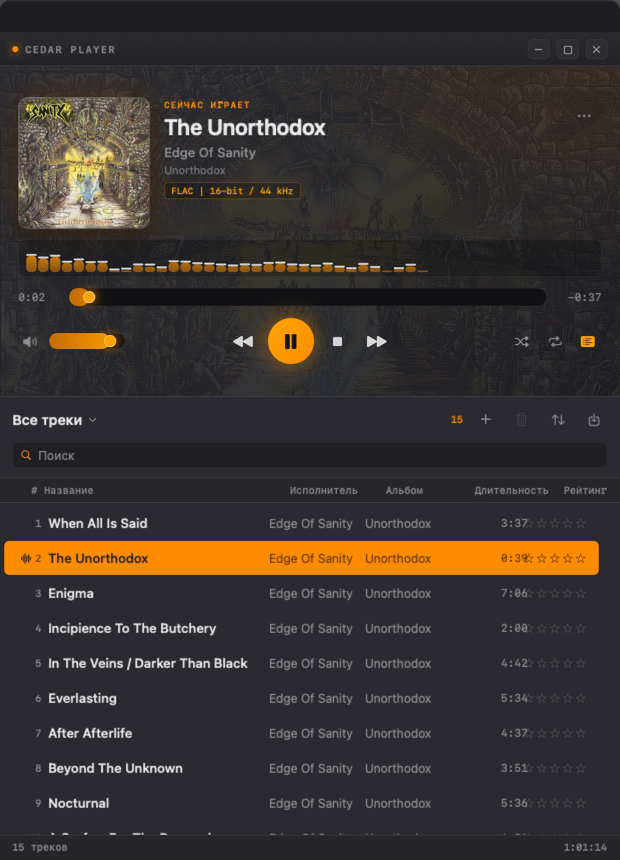 CEDAR PLAYER
SANITY
СЕЙЧАС ИГРАЕТ
The Unorthodox
Edge Of Sanity
Unorthodox
FLAC | 16-bit / 44 kHz
0:02 -0:37
Все треки 15
Поиск
# Название Исполнитель Альбом Длительность Рейтинг
1 When All Is Said Edge Of Sanity Unorthodox 3:37
2 The Unorthodox Edge Of Sanity Unorthodox 0:39
3 Enigma Edge Of Sanity Unorthodox 7:06
4 Incipience To The Butchery Edge Of Sanity Unorthodox 2:00
5 In The Veins / Darker Than Black Edge Of Sanity Unorthodox 4:42
6 Everlasting Edge Of Sanity Unorthodox 5:34
7 After Afterlife Edge Of Sanity Unorthodox 4:37
8 Beyond The Unknown Edge Of Sanity Unorthodox 3:51
9 Nocturnal Edge Of Sanity Unorthodox 5:36
15 треков 1:01:14